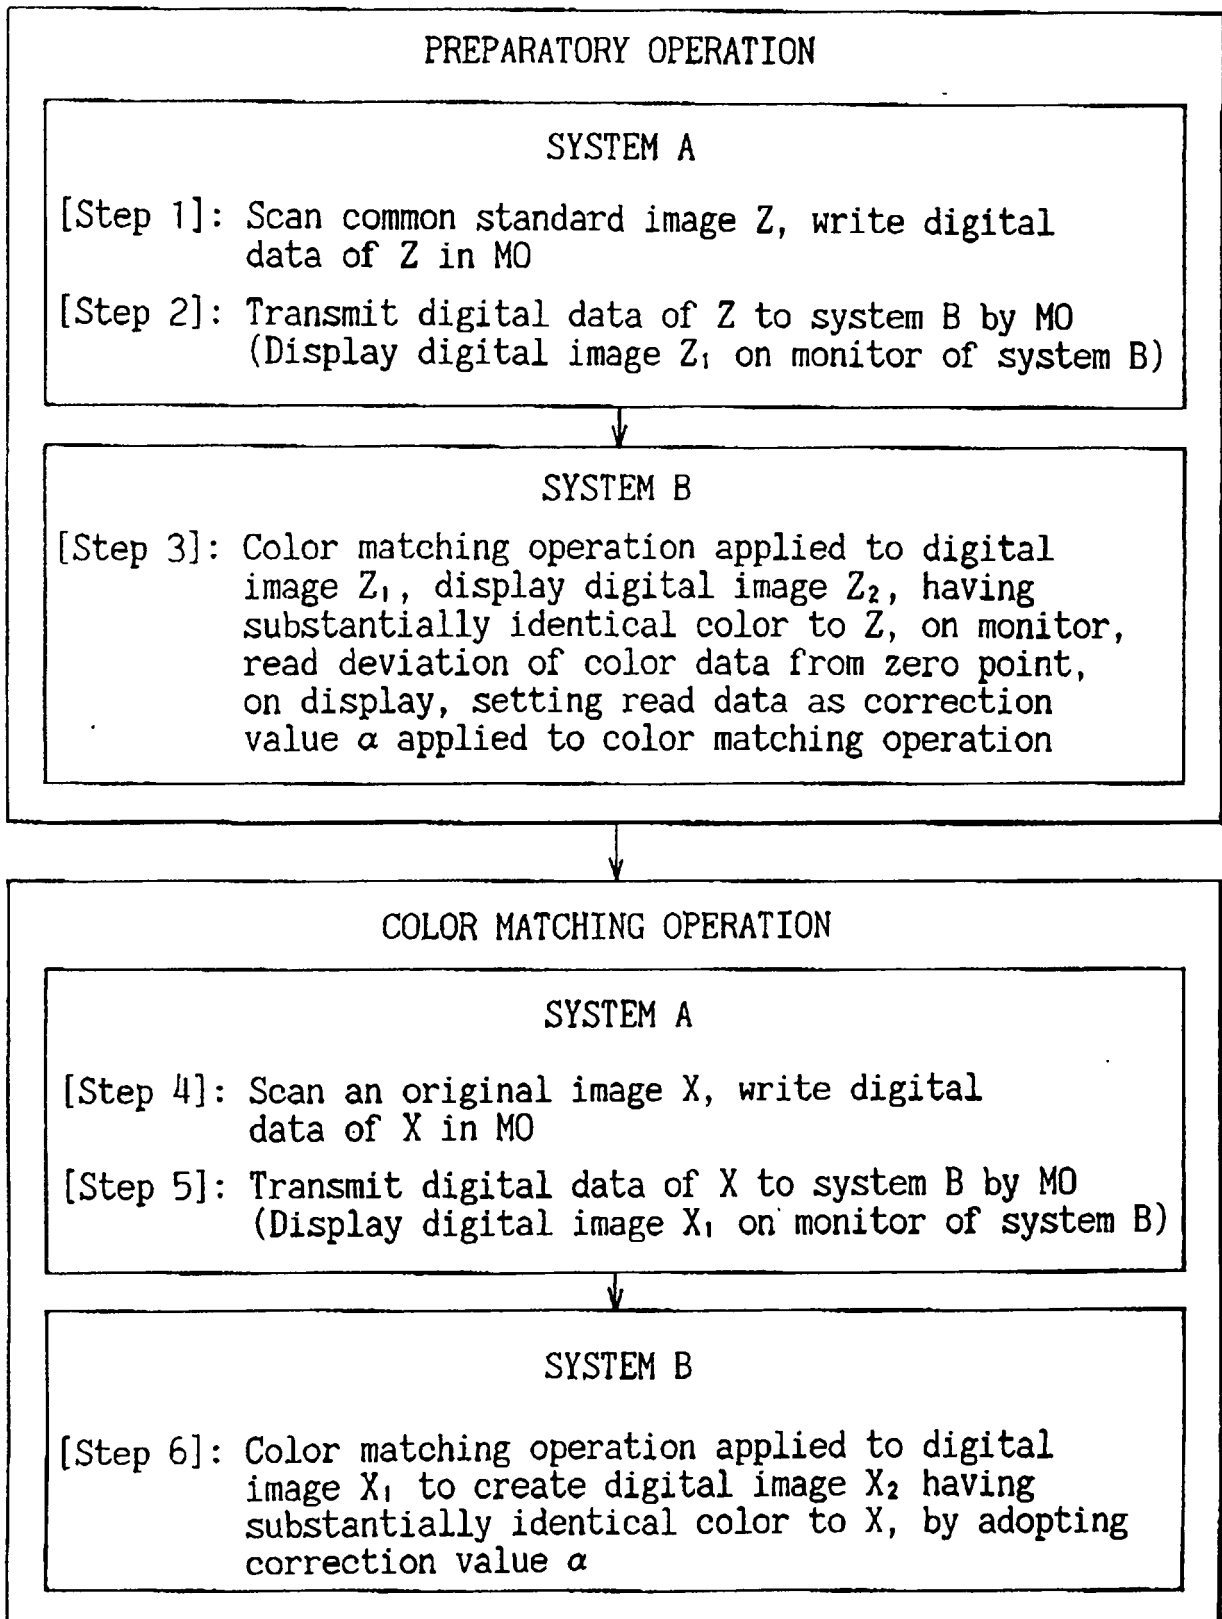 PREPARATORY OPERATION
SYSTEM A
[Step 1]: Scan common standard image Z, write digital
data of Z in MO
[Step 2]: Transmit digital data of Z to system B by MO
(Display digital image Z₁ on monitor of system B)
SYSTEM B
[Step 3]: Color matching operation applied to digital
image Z₁, display digital image Z₂, having
substantially identical color to Z, on monitor,
read deviation of color data from zero point,
on display, setting read data as correction
value α applied to color matching operation
COLOR MATCHING OPERATION
SYSTEM A
[Step 4]: Scan an original image X, write digital
data of X in MO
[Step 5]: Transmit digital data of X to system B by MO
(Display digital image X₁ on monitor of system B)
SYSTEM B
[Step 6]: Color matching operation applied to digital
image X₁ to create digital image X₂ having
substantially identical color to X, by adopting
correction value α